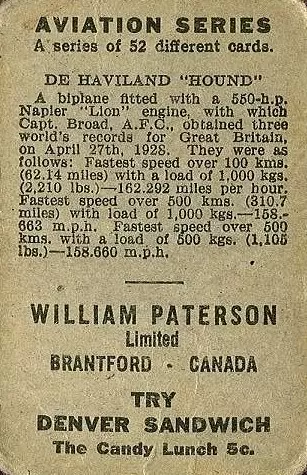 AVIATION SERIES
A series of 52 different cards.
DE HAVILAND "HOUND"
A biplane fitted with a 550-h.p.
Napler "Lion" engine, with which
Capt. Broad, A.F.C., obtained three
world's records for Great Britain,
on April 27th, 1928. They were as
follows: Fastest speed over 100 kms.
(62.14 miles) with a load of 1,000 kgs.
(2,210 lbs.)—162.292 miles per hour.
Fastest speed over 500 kms. (310.7
miles) with a load of 1,000 kgs.—158.-
663 m.p.h. Fastest speed over 500
kms. with a load of 500 kgs. (1,105
lbs.)—158.660 m.p.h.
WILLIAM PATERSON
Limited
BRANTFORD - CANADA
TRY
DENVER SANDWICH
The Candy Lunch 5c.